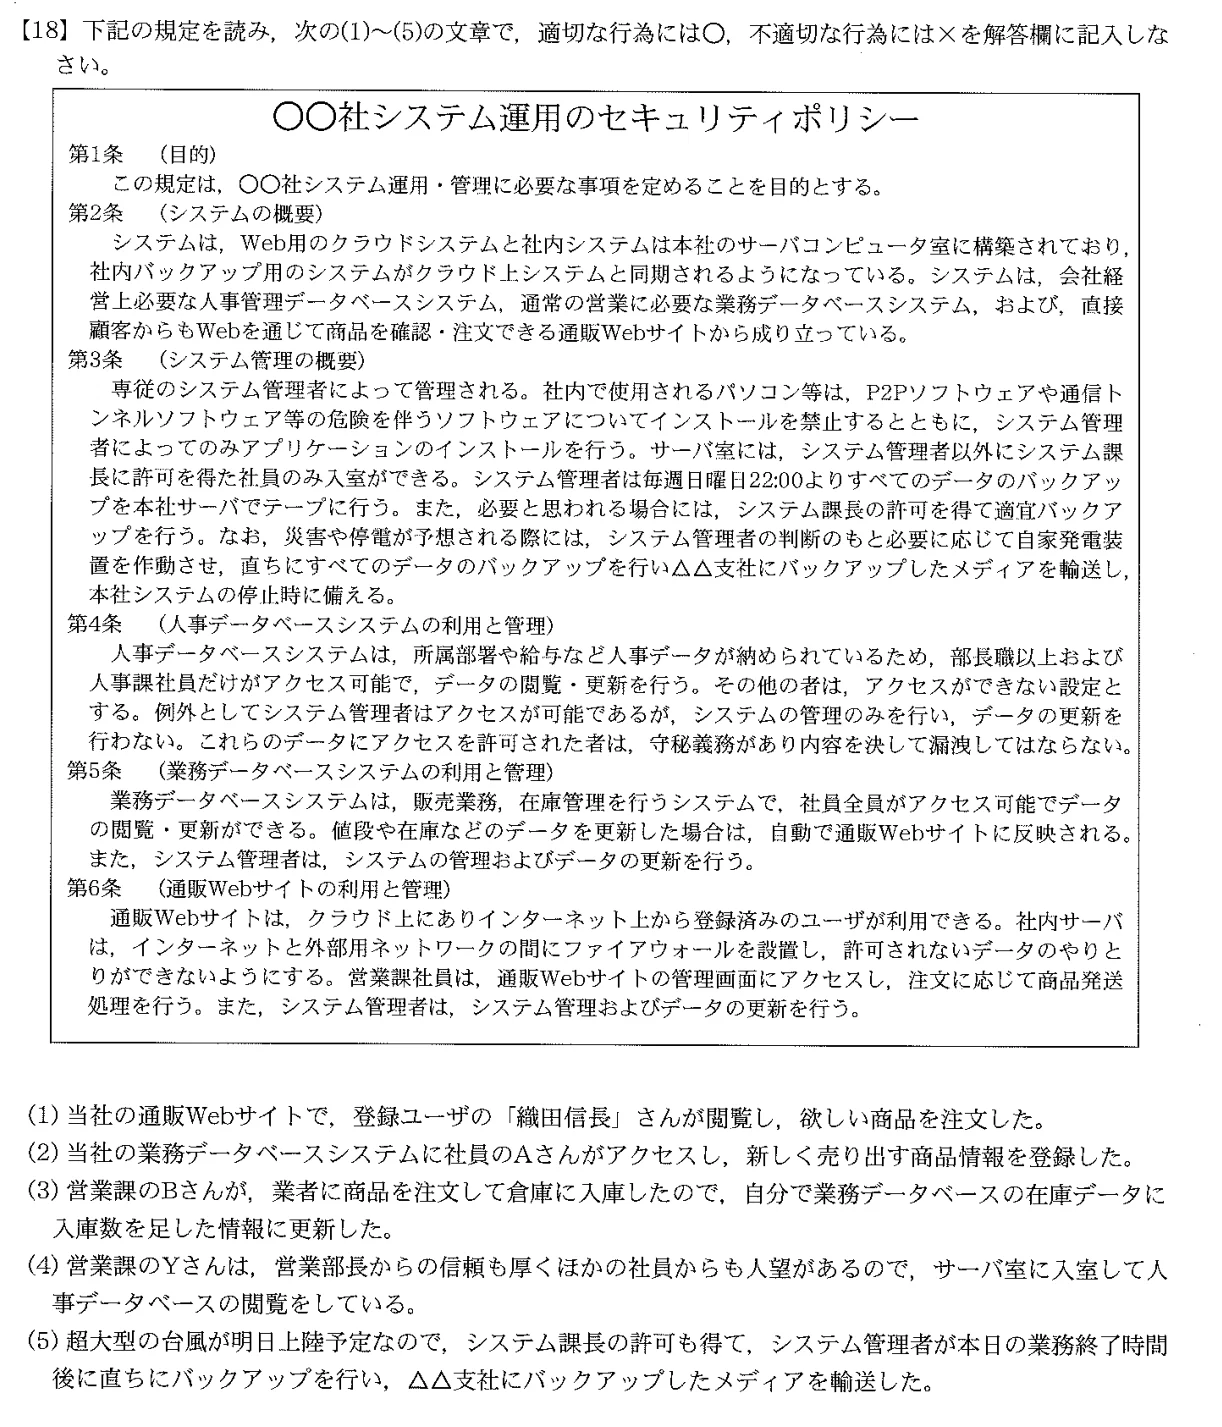 【18】下記の規定を読み，次の(1)～(5)の文章で，適切な行為には〇，不適切な行為には×を解答欄に記入しな
さい。
〇〇社システム運用のセキュリティポリシー
第1条　（目的）
この規定は，〇〇社システム運用・管理に必要な事項を定めることを目的とする。
第2条　（システムの概要）
システムは，Web用のクラウドシステムと社内システムは本社のサーバコンピュータ室に構築されており，
社内バックアップ用のシステムがクラウド上システムと同期されるようになっている。システムは，会社経
営上必要な人事管理データベースシステム，通常の営業に必要な業務データベースシステム，および，直接
顧客からもWebを通じて商品を確認・注文できる通販Webサイトから成り立っている。
第3条　（システム管理の概要）
専従のシステム管理者によって管理される。社内で使用されるパソコン等は，P2Pソフトウェアや通信ト
ンネルソフトウェア等の危険を伴うソフトウェアについてインストールを禁止するとともに，システム管理
者によってのみアプリケーションのインストールを行う。サーバ室には，システム管理者以外にシステム課
長に許可を得た社員のみ入室ができる。システム管理者は毎週日曜日22:00よりすべてのデータのバックアッ
プを本社サーバでテープに行う。また，必要と思われる場合には，システム課長の許可を得て適宜バックア
ップを行う。なお，災害や停電が予想される際には，システム管理者の判断のもと必要に応じて自家発電装
置を作動させ，直ちにすべてのデータのバックアップを行い△△支社にバックアップしたメディアを輸送し，
本社システムの停止時に備える。
第4条　（人事データベースシステムの利用と管理）
人事データベースシステムは，所属部署や給与など人事データが納められているため，部長職以上および
人事課社員だけがアクセス可能で，データの閲覧・更新を行う。その他の者は，アクセスができない設定と
する。例外としてシステム管理者はアクセスが可能であるが，システムの管理のみを行い，データの更新を
行わない。これらのデータにアクセスを許可された者は，守秘義務があり内容を決して漏洩してはならない。
第5条　（業務データベースシステムの利用と管理）
業務データベースシステムは，販売業務，在庫管理を行うシステムで，社員全員がアクセス可能でデータ
の閲覧・更新ができる。値段や在庫などのデータを更新した場合は，自動で通販Webサイトに反映される。
また，システム管理者は，システムの管理およびデータの更新を行う。
第6条　（通販Webサイトの利用と管理）
通販Webサイトは，クラウド上にありインターネット上から登録済みのユーザが利用できる。社内サーバ
は，インターネットと外部用ネットワークの間にファイアウォールを設置し，許可されないデータのやりと
りができないようにする。営業課社員は，通販Webサイトの管理画面にアクセスし，注文に応じて商品発送
処理を行う。また，システム管理者は，システム管理およびデータの更新を行う。
(1) 当社の通販Webサイトで，登録ユーザの「織田信長」さんが閲覧し，欲しい商品を注文した。
(2) 当社の業務データベースシステムに社員のAさんがアクセスし，新しく売り出す商品情報を登録した。
(3) 営業課のBさんが，業者に商品を注文して倉庫に入庫したので，自分で業務データベースの在庫データに
入庫数を足した情報に更新した。
(4) 営業課のYさんは，営業部長からの信頼も厚くほかの社員からも人望があるので，サーバ室に入室して人
事データベースの閲覧をしている。
(5) 超大型の台風が明日上陸予定なので，システム課長の許可も得て，システム管理者が本日の業務終了時間
後に直ちにバックアップを行い，△△支社にバックアップしたメディアを輸送した。